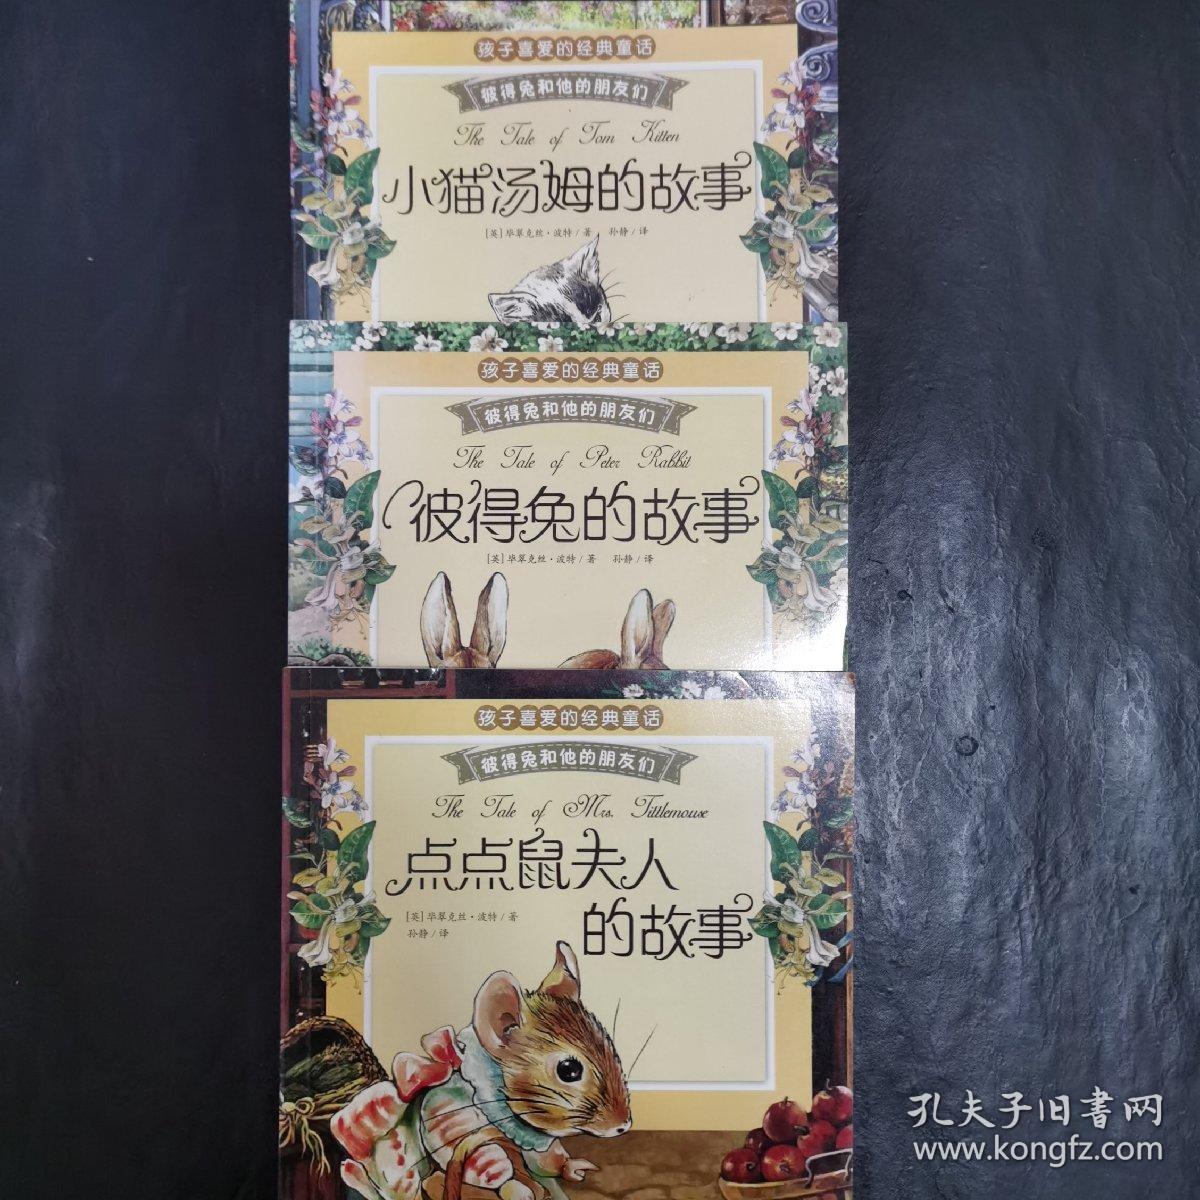 孩子喜爱的经典童话
彼得兔和他的朋友们
The Tale of Tom Kitten
小猫汤姆的故事
[英]毕翠克丝·波特/著 孙静/译
孩子喜爱的经典童话
彼得兔和他的朋友们
The Tale of Peter Rabbit
彼得兔的故事
[英]毕翠克丝·波特/著 孙静/译
孩子喜爱的经典童话
彼得兔和他的朋友们
The Tale of Mrs. Tittlemouse
点点鼠夫人
的故事
[英]毕翠克丝·波特/著
孙静/译
孔夫子旧書网
www.kongfz.com